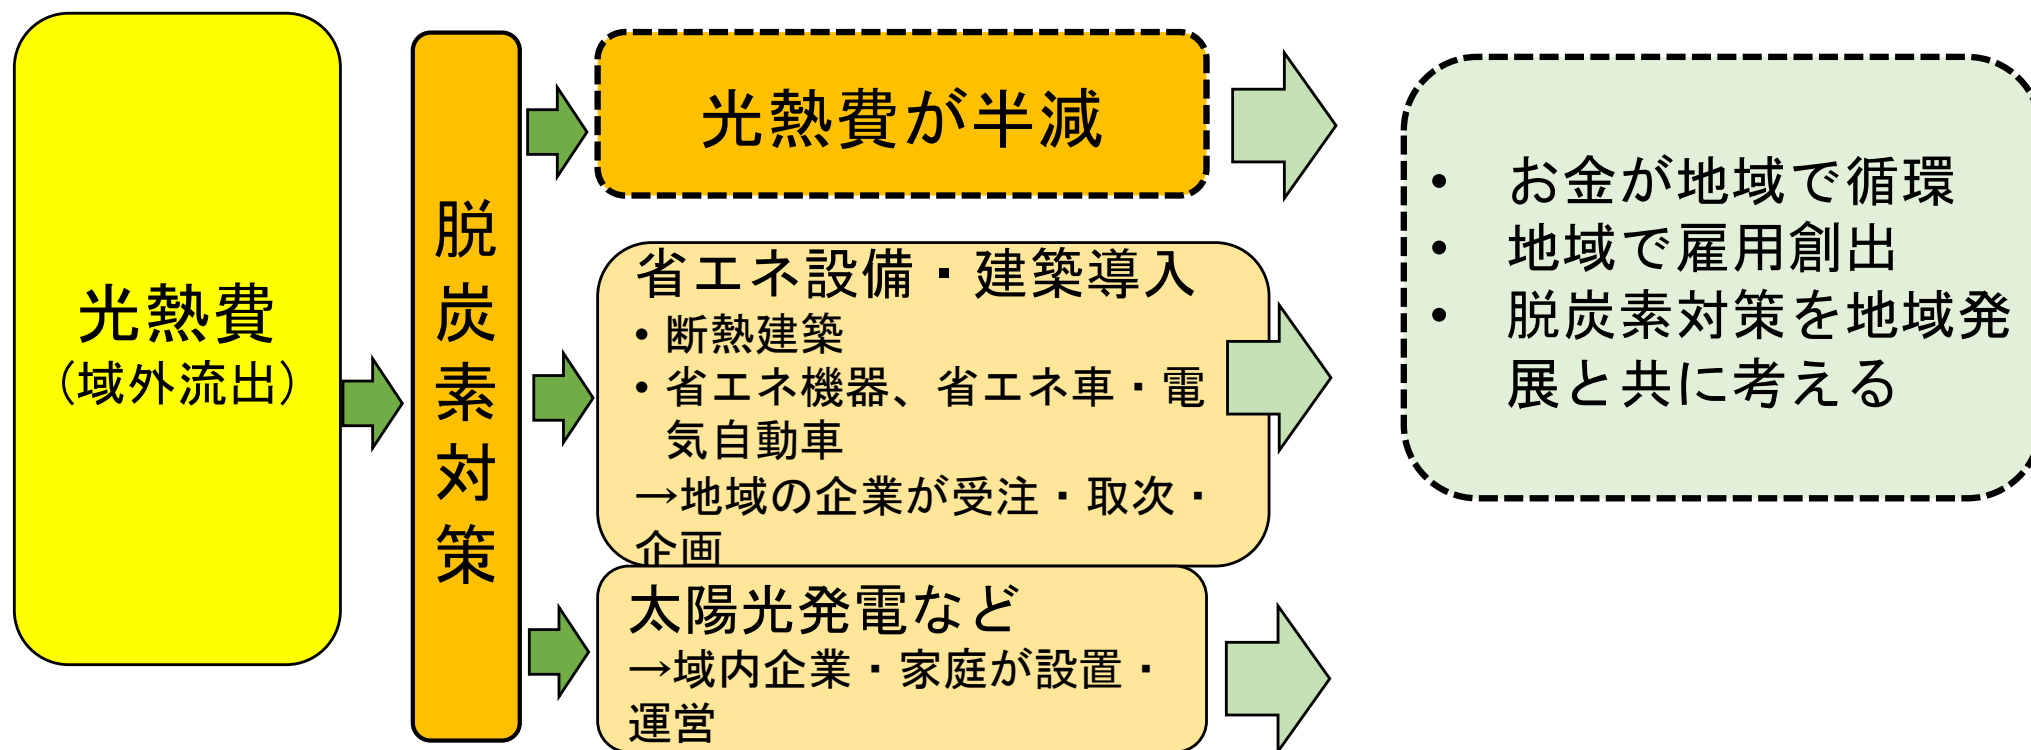 光熱費
（域外流出）
脱炭素対策
光熱費が半減
省エネ設備・建築導入
• 断熱建築
• 省エネ機器、省エネ車・電
気自動車
→地域の企業が受注・取次・
企画
太陽光発電など
→域内企業・家庭が設置・
運営
• お金が地域で循環
• 地域で雇用創出
• 脱炭素対策を地域発
展と共に考える